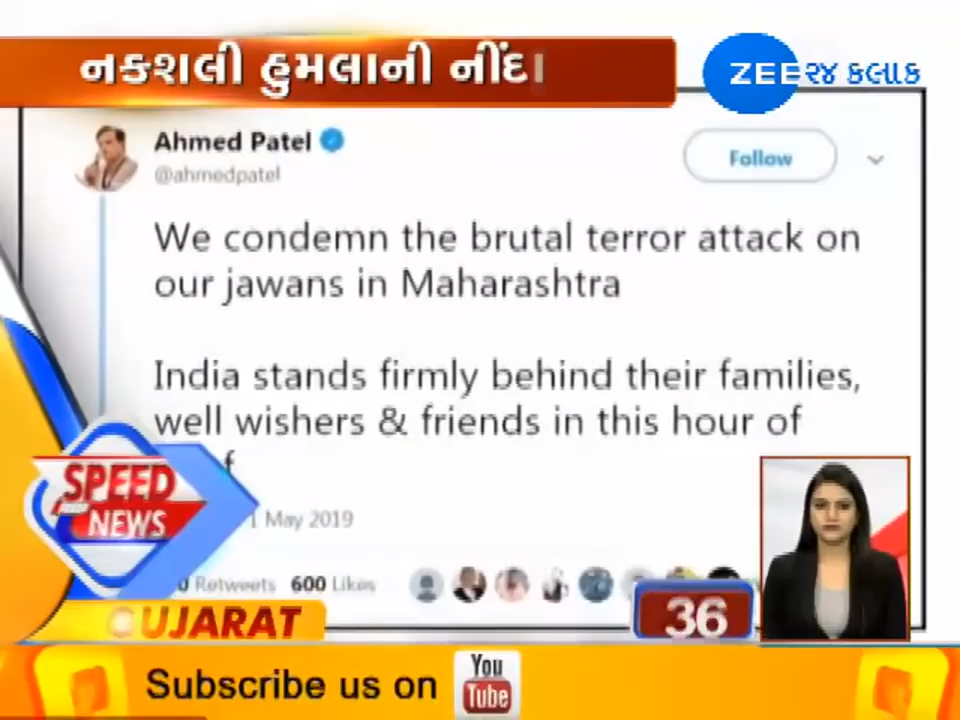 નકશલી હુમલાની નીંદા
ZEE ૨૪ કલાક
Ahmed Patel
@ahmedpatel
Follow
We condemn the brutal terror attack on
our jawans in Maharashtra
India stands firmly behind their families,
well wishers & friends in this hour of
1 May 2019
Retweets 600 Likes
SPEED
NEWS
GUJARAT
36
Subscribe us on
You
Tube